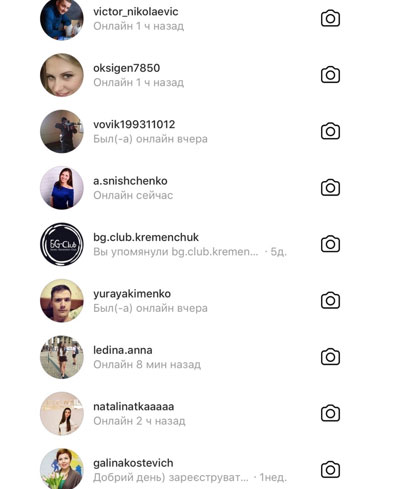 victor_nikolaevic
Онлайн 1 ч назад
oksigen7850
Онлайн 1 ч назад
vovik199311012
Был(-а) онлайн вчера
a.snishchenko
Онлайн сейчас
bg.club.kremenchuk
Вы упомянули bg.club.kremen... · 5д.
БG-Club
yurayakimenko
Был(-а) онлайн вчера
ledina.anna
Онлайн 8 мин назад
natalinatkaaaaa
Онлайн 2 ч назад
galinakostevich
Добрий день) зареєструват... · 1нед.